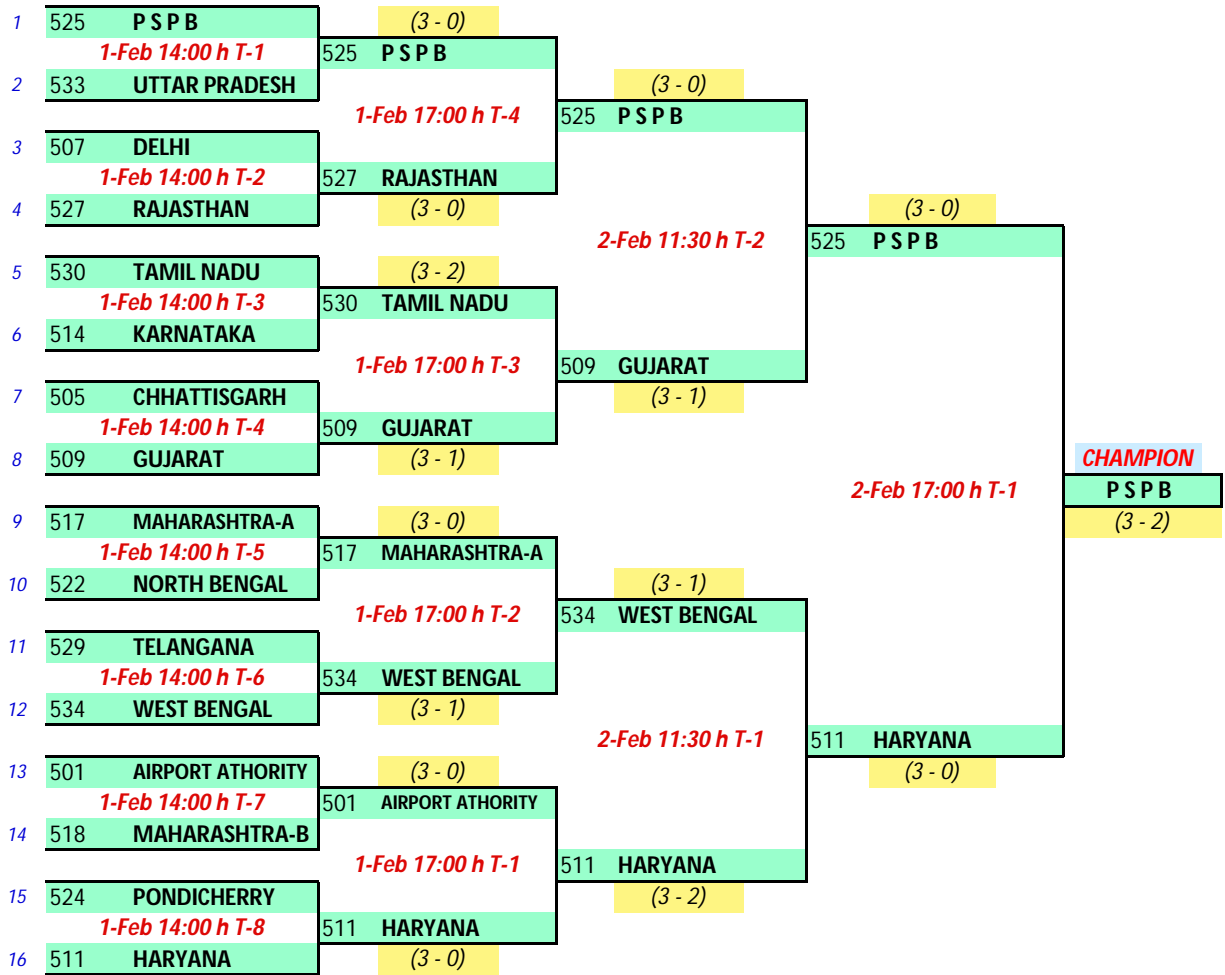 1 525 P S P B (3 - 0)
1-Feb 14:00 h T-1 525 P S P B
2 533 UTTAR PRADESH (3 - 0)
1-Feb 17:00 h T-4 525 P S P B
3 507 DELHI
1-Feb 14:00 h T-2 527 RAJASTHAN
4 527 RAJASTHAN (3 - 0) (3 - 0)
2-Feb 11:30 h T-2 525 P S P B
5 530 TAMIL NADU (3 - 2)
1-Feb 14:00 h T-3 530 TAMIL NADU
6 514 KARNATAKA
1-Feb 17:00 h T-3 509 GUJARAT
7 505 CHHATTISGARH (3 - 1)
1-Feb 14:00 h T-4 509 GUJARAT
8 509 GUJARAT (3 - 1) CHAMPION
2-Feb 17:00 h T-1 P S P B
9 517 MAHARASHTRA-A (3 - 0) (3 - 2)
1-Feb 14:00 h T-5 517 MAHARASHTRA-A
10 522 NORTH BENGAL (3 - 1)
1-Feb 17:00 h T-2 534 WEST BENGAL
11 529 TELANGANA
1-Feb 14:00 h T-6 534 WEST BENGAL
12 534 WEST BENGAL (3 - 1)
2-Feb 11:30 h T-1 511 HARYANA
13 501 AIRPORT ATHORITY (3 - 0) (3 - 0)
1-Feb 14:00 h T-7 501 AIRPORT ATHORITY
14 518 MAHARASHTRA-B
1-Feb 17:00 h T-1 511 HARYANA
15 524 PONDICHERRY (3 - 2)
1-Feb 14:00 h T-8 511 HARYANA
16 511 HARYANA (3 - 0)